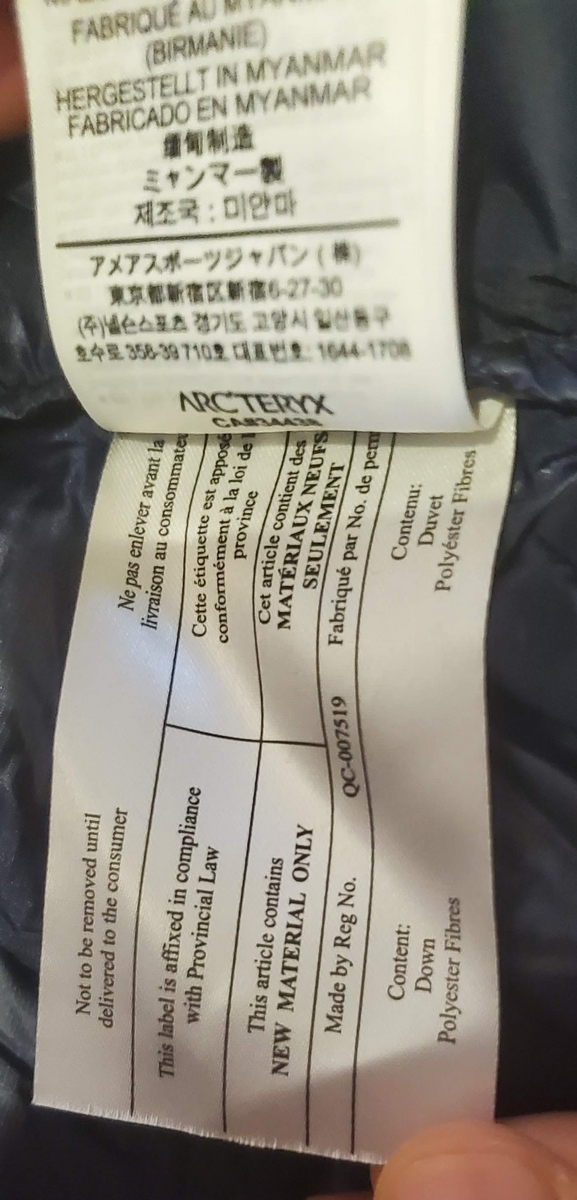 FABRIQUÉ AU
(BIRMANIE)
HERGESTELLT IN MYANMAR
FABRICADO EN MYANMAR
缅甸制造
ミャンマー製
제조국 : 미얀마
アメアスポーツジャパン (株)
東京都新宿区新宿6-27-30
(주)넬슨스포츠 경기도 고양시 일산동구
호수로 358-39 710호 대표번호: 1644-1708
ARC'TERYX
CA#34438
Ne pas enlever avant la
livraison au
Cette étiquette est apposé
conformément à la loi de
province
Cet article contient des
MATÉRIAUX NEUFS
SEULEMENT
Fabriqué par No. de
Contenu:
Duvet
Polyéster Fibres
Not to be removed until
delivered to the consumer
This label is affixed in compliance
with Provincial Law
This article contains
NEW MATERIAL ONLY
Made by Reg No.
QC-007519
Content:
Down
Polyester Fibres